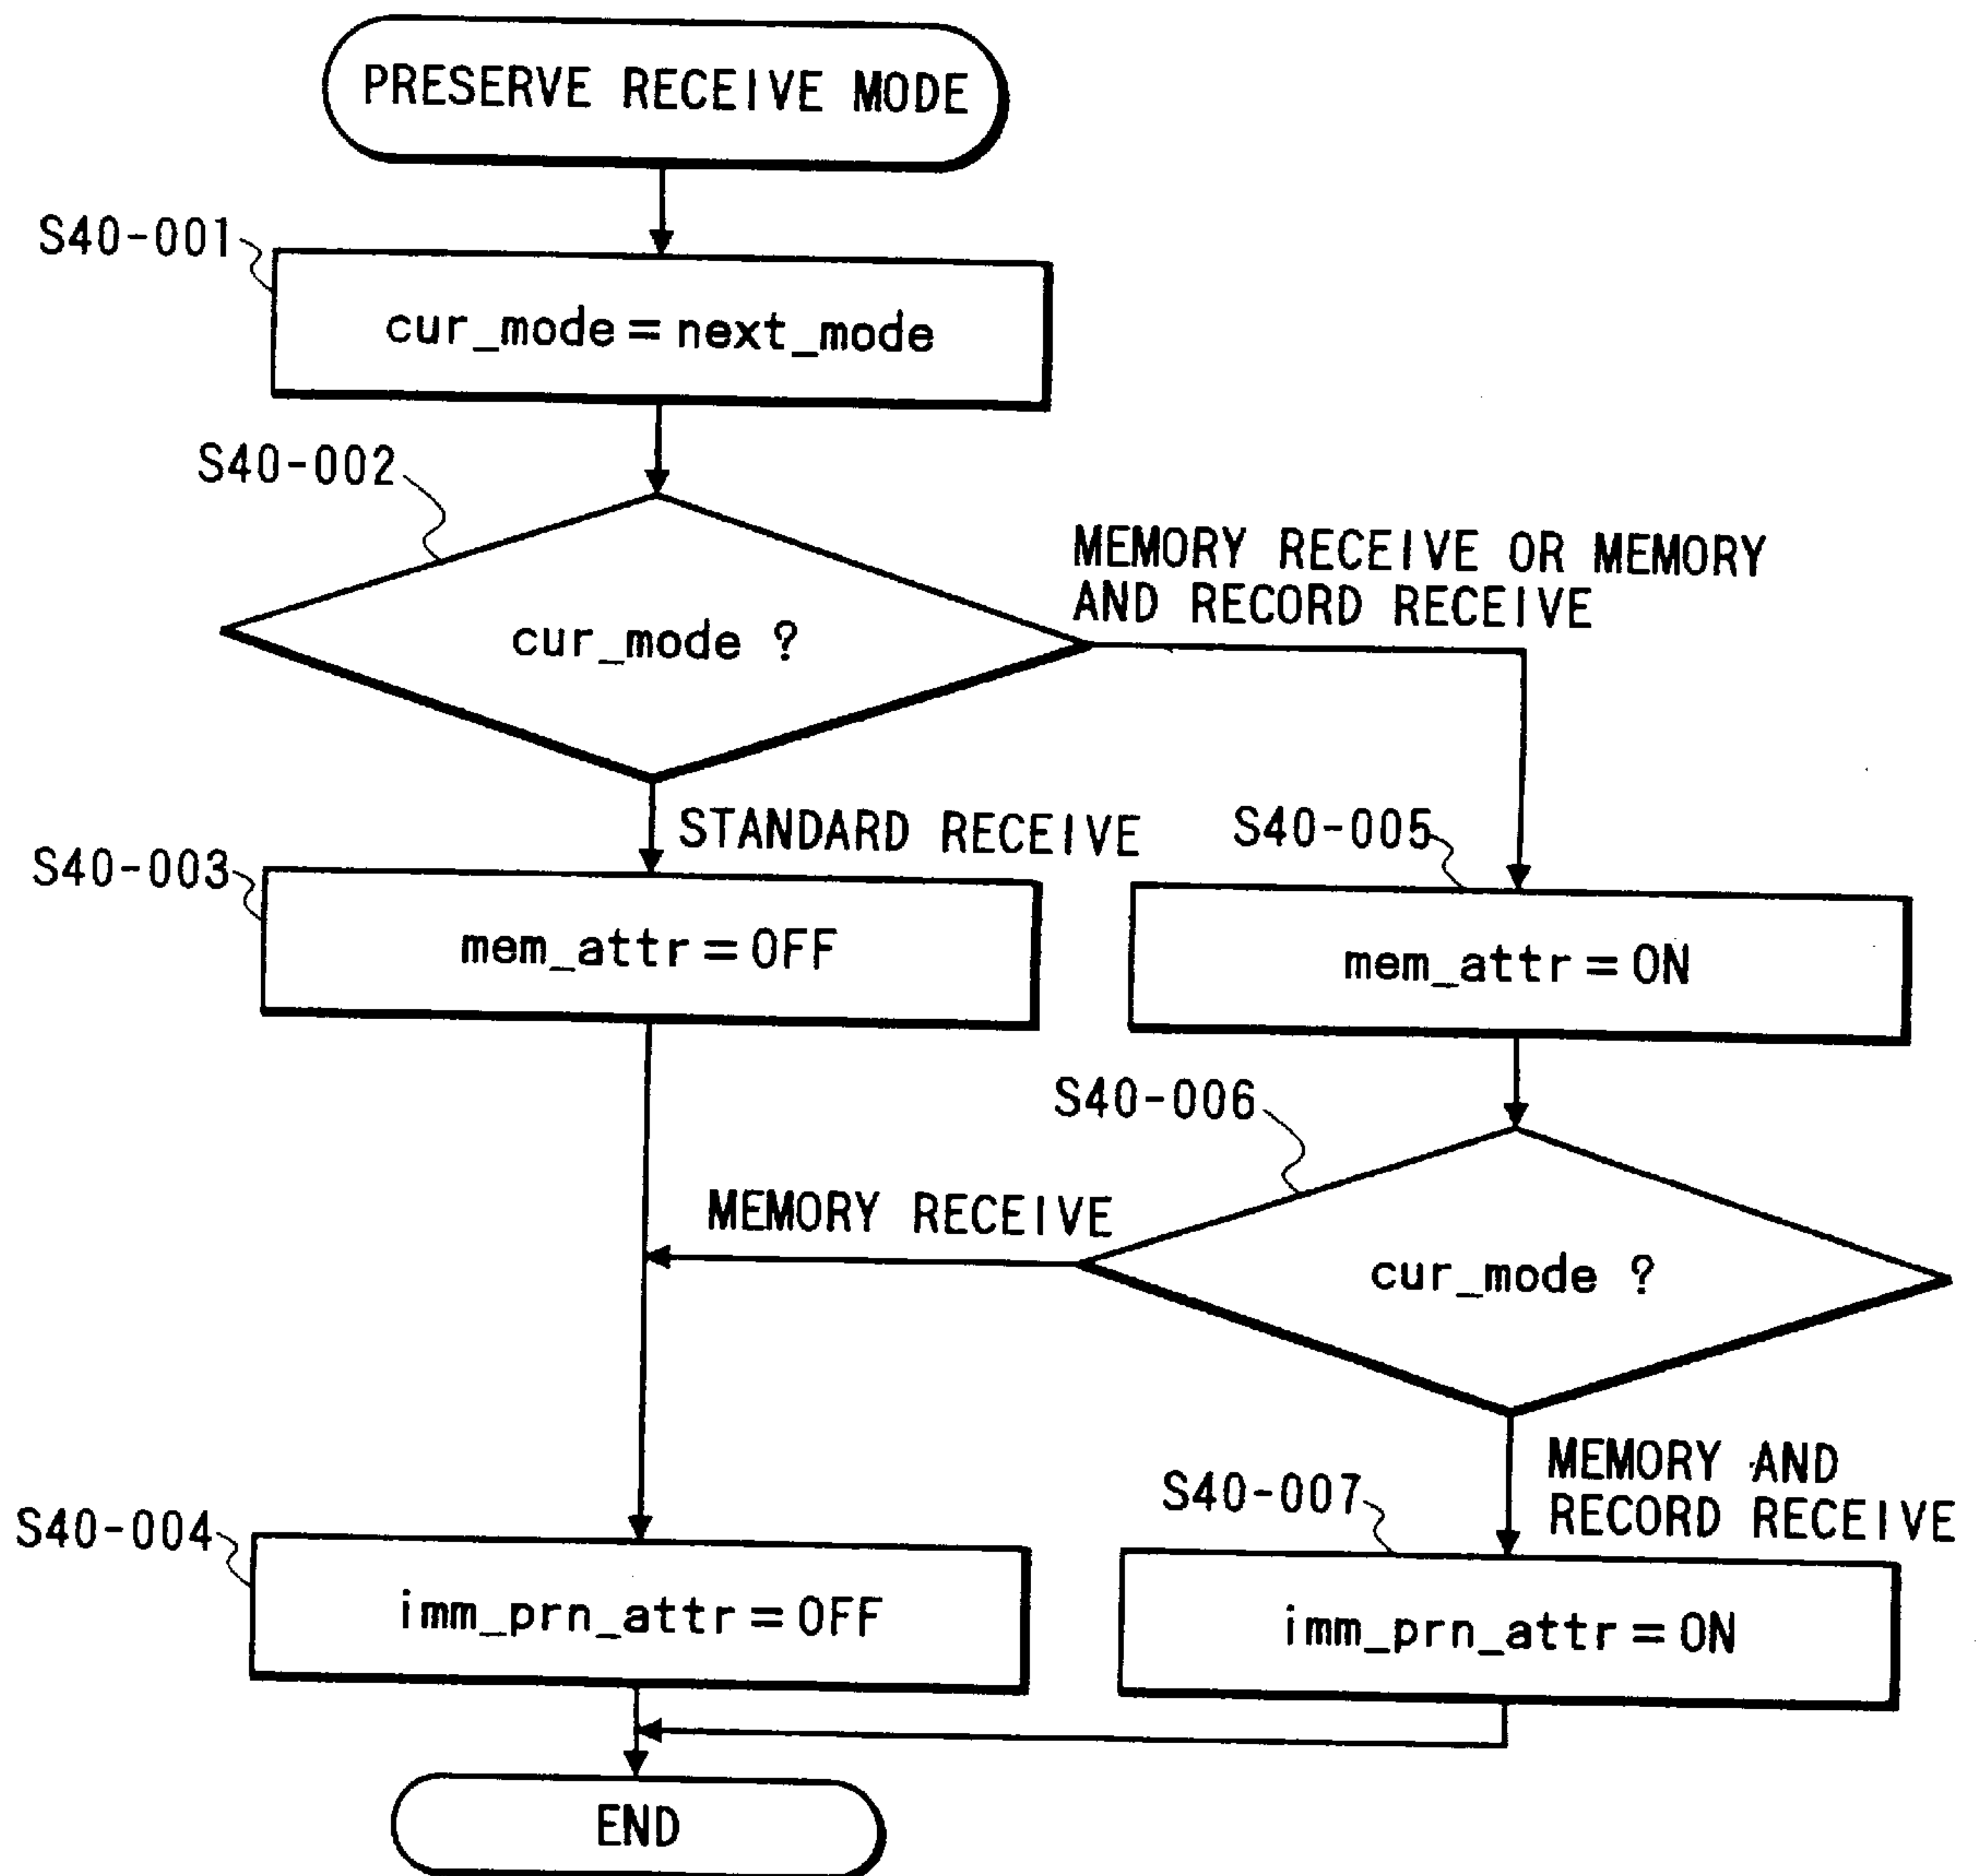 PRESERVE RECEIVE MODE
S40-001
cur_mode=next_mode
S40-002
MEMORY RECEIVE OR MEMORY
AND RECORD RECEIVE
cur_mode ?
STANDARD RECEIVE
S40-005
S40-003
mem_attr=OFF
mem_attr=ON
S40-006
MEMORY RECEIVE
cur_mode ?
MEMORY AND
RECORD RECEIVE
S40-007
S40-004
imm_prn_attr=OFF
imm_prn_attr=ON
END